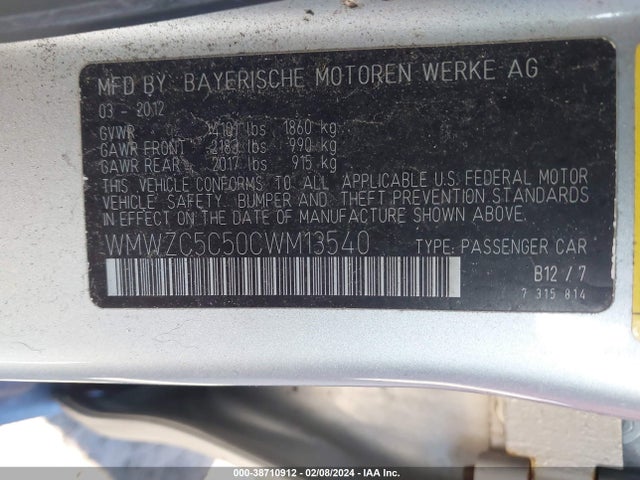 MFD BY BAYERISCHE MOTOREN WERKE AG
03 - 2012
GVWR 4101 lbs 1860 kg
GAWR FRONT 2183 lbs 990 kg
GAWR REAR 2017 lbs 915 kg
THIS VEHICLE CONFORMS TO ALL APPLICABLE U.S. FEDERAL MOTOR
VEHICLE SAFETY, BUMPER AND THEFT PREVENTION STANDARDS
IN EFFECT ON THE DATE OF MANUFACTURE SHOWN ABOVE.
WMWZC5C50CWM13540 TYPE: PASSENGER CAR
B12 / 7
7 315 814
000-38710912 / 02/08/2024 - IAA Inc.